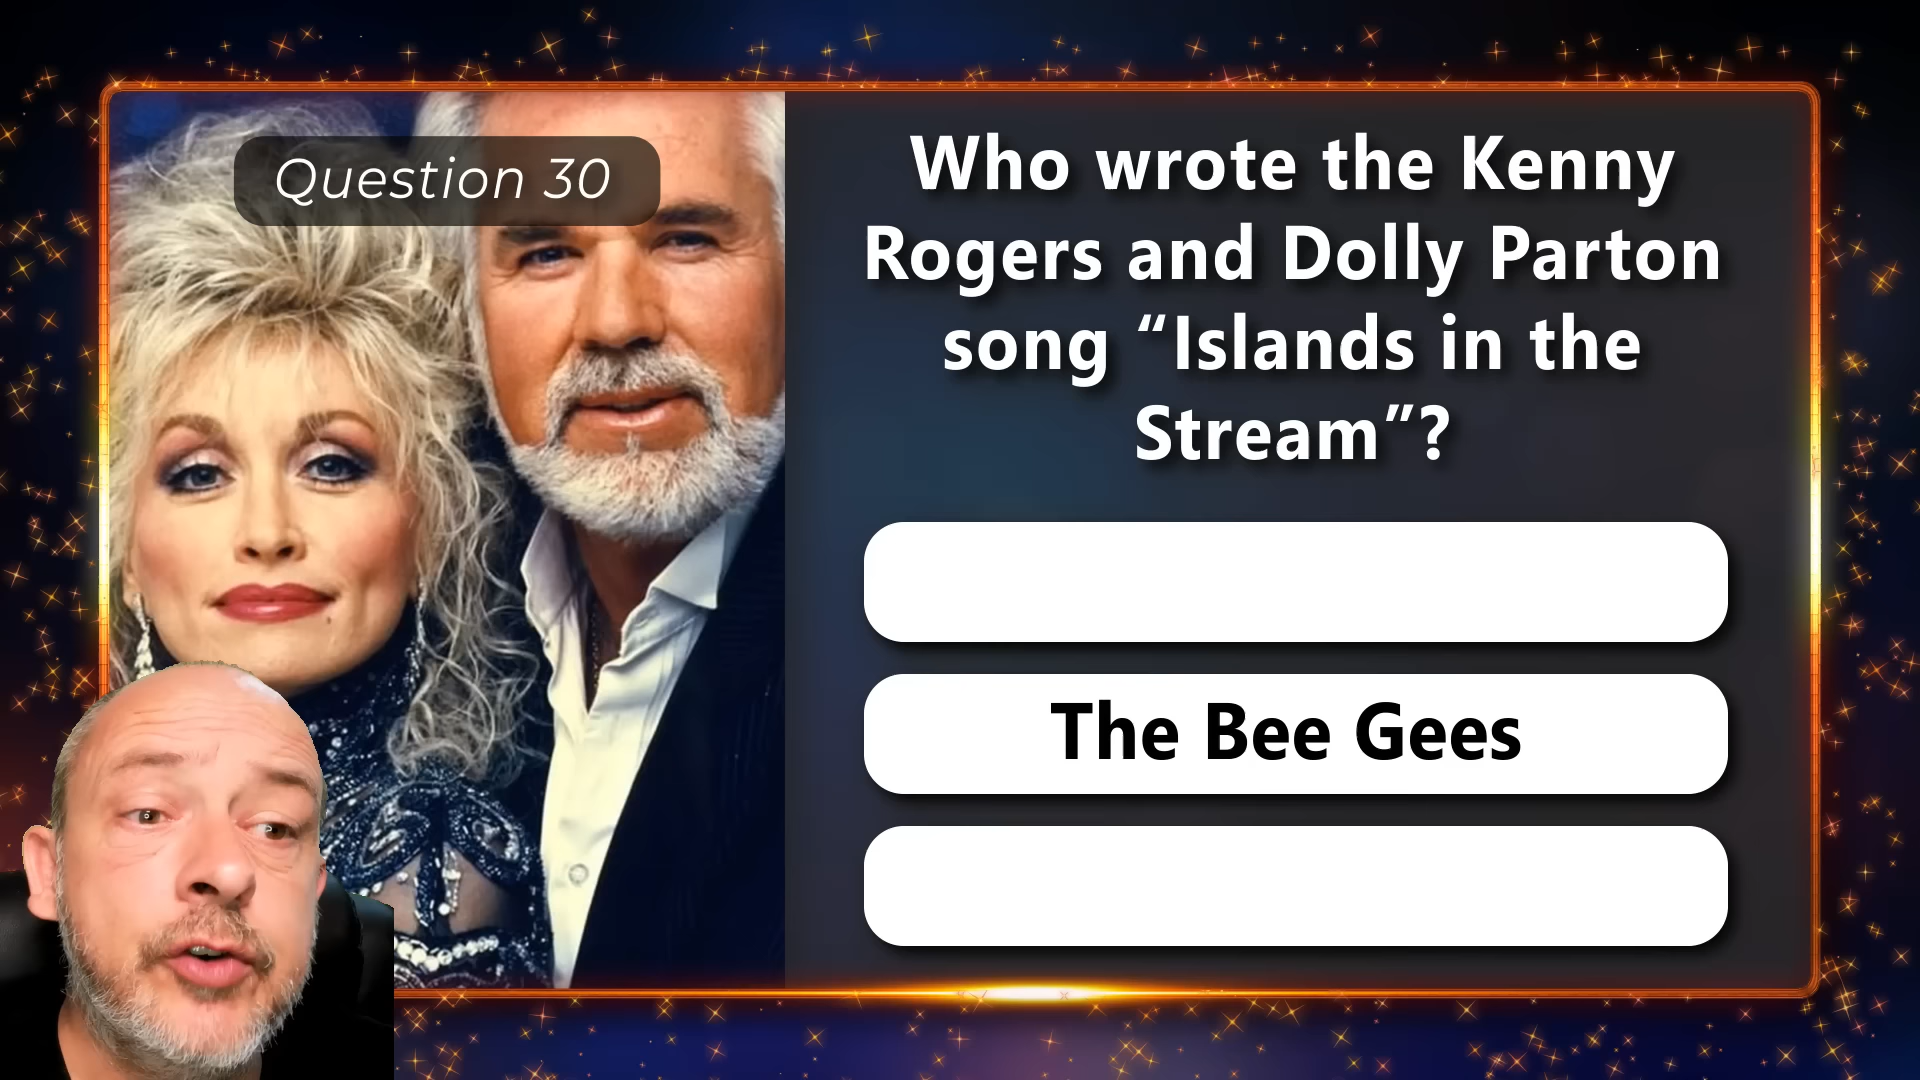 Question 30
Who wrote the Kenny
Rogers and Dolly Parton
song “Islands in the
Stream”?
The Bee Gees